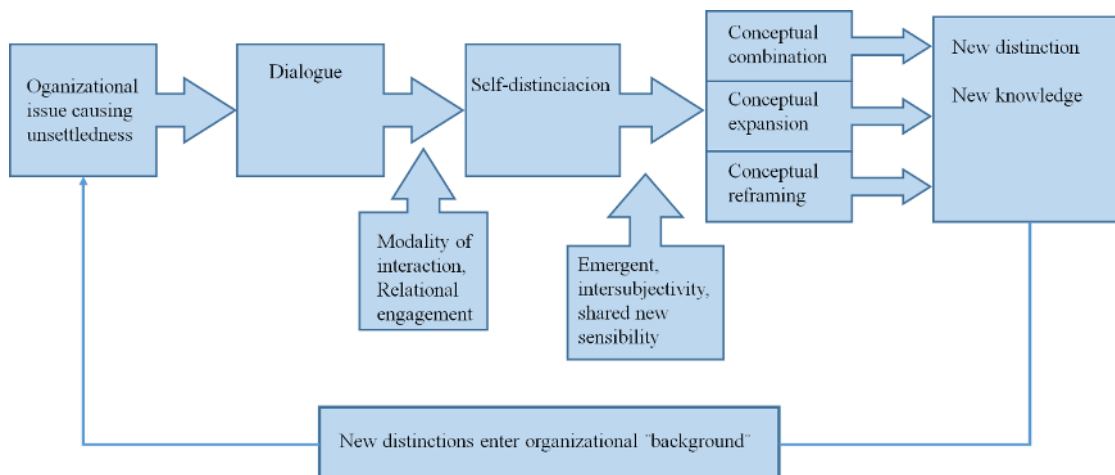 Oganizational
issue causing
unsettledness
Dialogue
Self-distinciacion
Conceptual
combination
Conceptual
expansion
Conceptual
reframing
New distinction
New knowledge
Modality of
interaction,
Relational
engagement
Emergent,
intersubjectivity,
shared new
sensibility
New distinctions enter organizational "background"